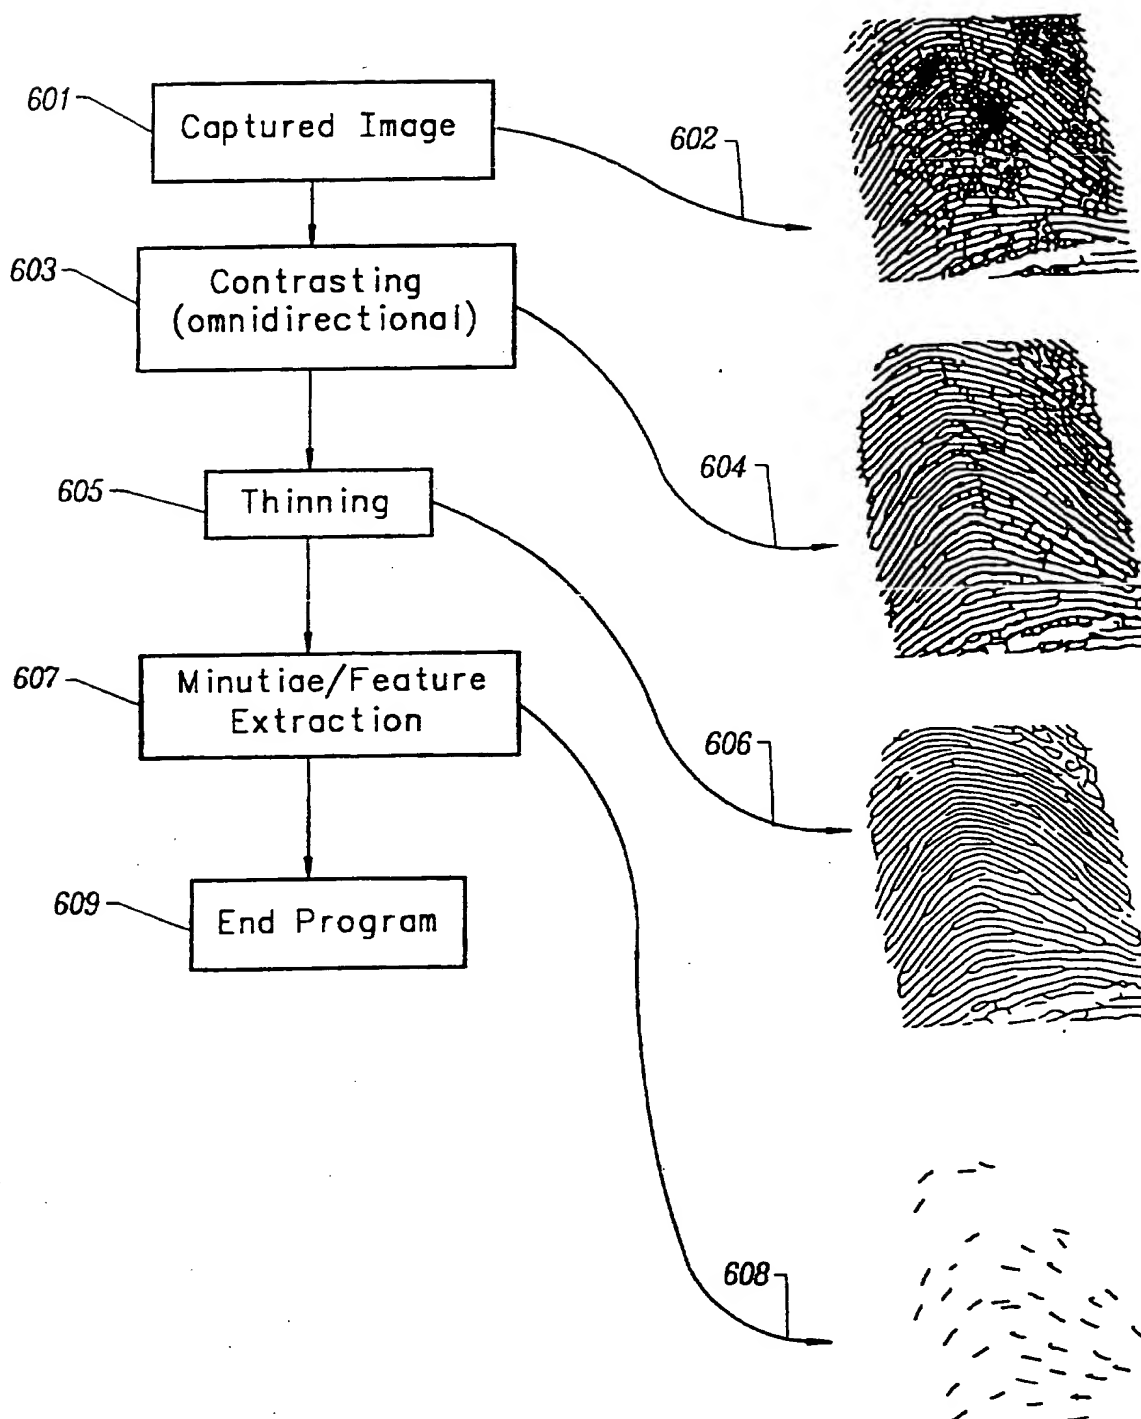 601
Captured Image
602
603
Contrasting
(omnidirectional)
604
605
Thinning
607
Minutiae/Feature
Extraction
606
609
End Program
608